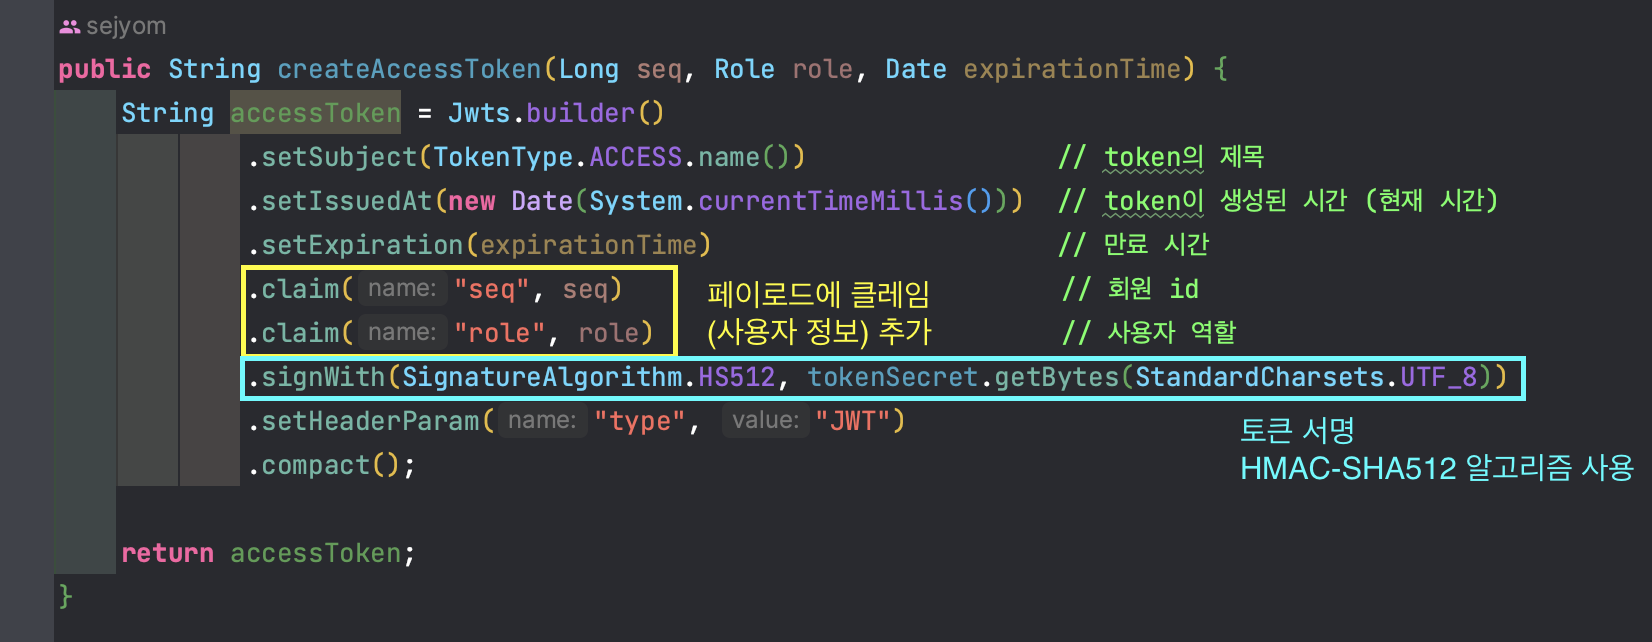 sejyom
public String createAccessToken(Long seq, Role role, Date expirationTime) {
String accessToken = Jwts.builder()
.setSubject(TokenType.ACCESS.name()) // token의 제목
.setIssuedAt(new Date(System.currentTimeMillis())) // token이 생성된 시간 (현재 시간)
.setExpiration(expirationTime) // 만료 시간
.claim( name: "seq", seq) 페이로드에 클레임 // 회원 id
.claim( name: "role", role) (사용자 정보) 추가 // 사용자 역할
.signWith(SignatureAlgorithm.HS512, tokenSecret.getBytes(StandardCharsets.UTF_8))
.setHeaderParam( name: "type", value: "JWT") 토큰 서명
.compact(); HMAC-SHA512 알고리즘 사용
return accessToken;
}